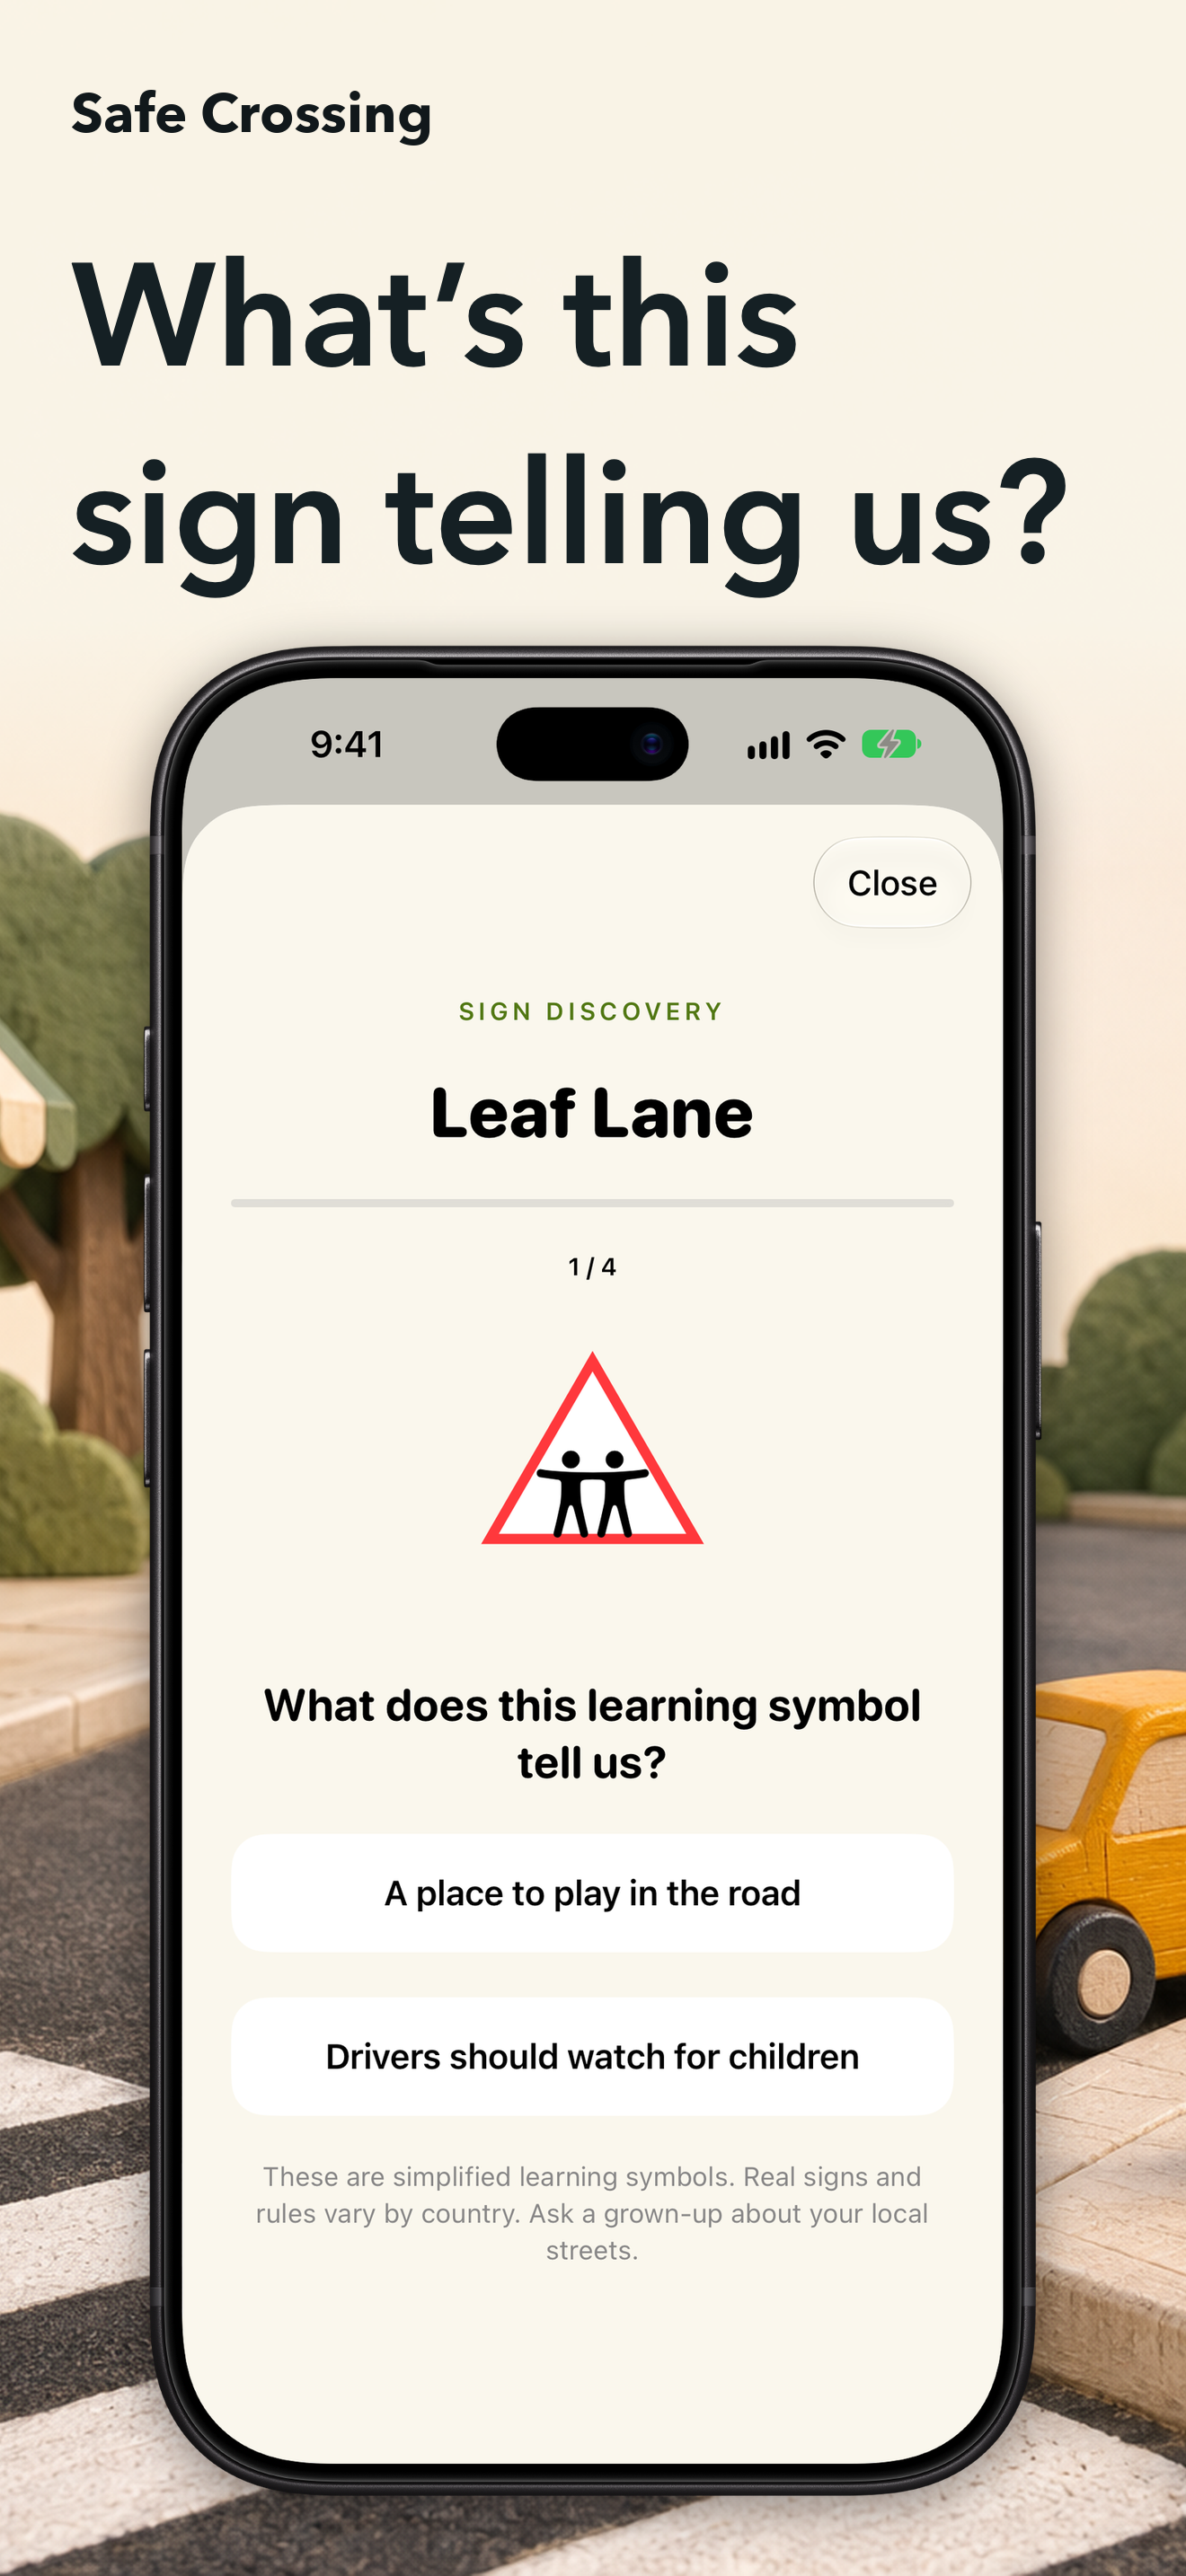 Safe Crossing
What’s this
sign telling us?
9:41
Close
SIGN DISCOVERY
Leaf Lane
1 / 4
What does this learning symbol
tell us?
A place to play in the road
Drivers should watch for children
These are simplified learning symbols. Real signs and
rules vary by country. Ask a grown-up about your local
streets.